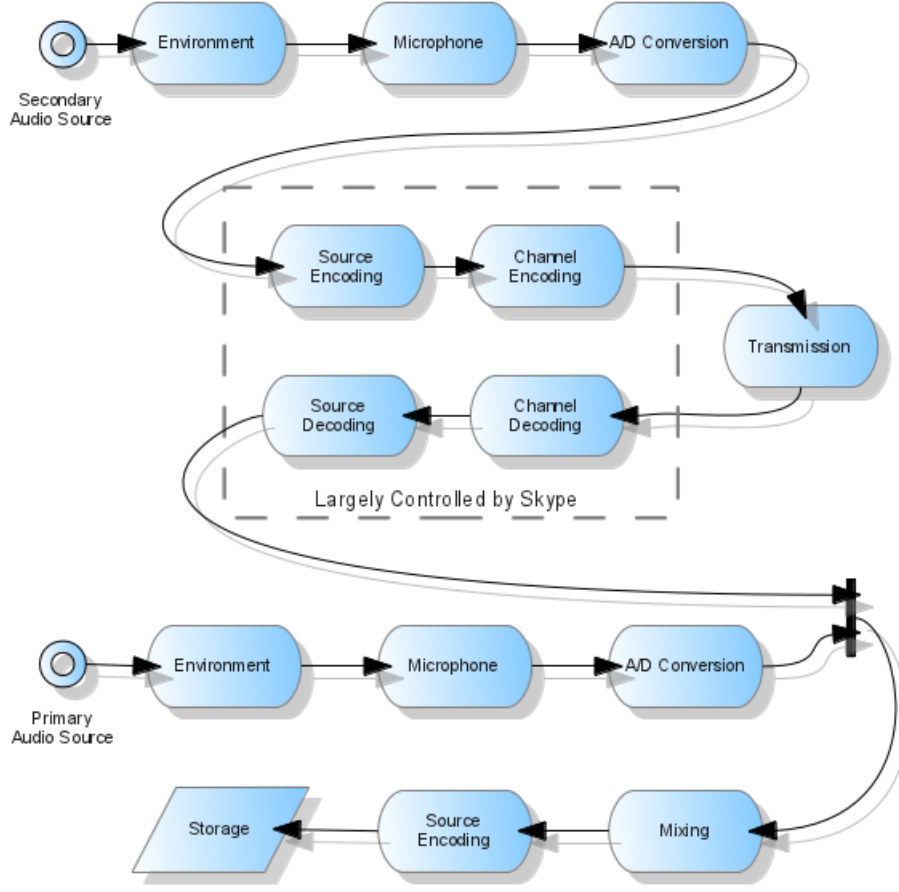 Environment
Microphone
A/D Conversion
Secondary
Audio Source
Source
Encoding
Channel
Encoding
Transmission
Source
Decoding
Channel
Decoding
Largely Controlled by Skype
Environment
Microphone
A/D Conversion
Primary
Audio Source
Storage
Source
Encoding
Mixing